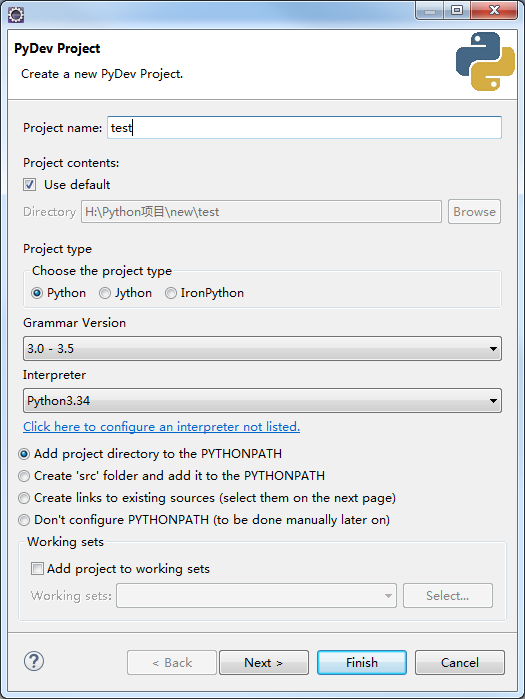 PyDev Project
Create a new PyDev Project.
Project name: test
Project contents:
Use default
Directory H:\Python项目\new\test Browse
Project type
Choose the project type
Python Jython IronPython
Grammar Version
3.0 - 3.5
Interpreter
Python3.34
Click here to configure an interpreter not listed.
Add project directory to the PYTHONPATH
Create 'src' folder and add it to the PYTHONPATH
Create links to existing sources (select them on the next page)
Don't configure PYTHONPATH (to be done manually later on)
Working sets
Add project to working sets
Working sets: Select...
? < Back Next > Finish Cancel